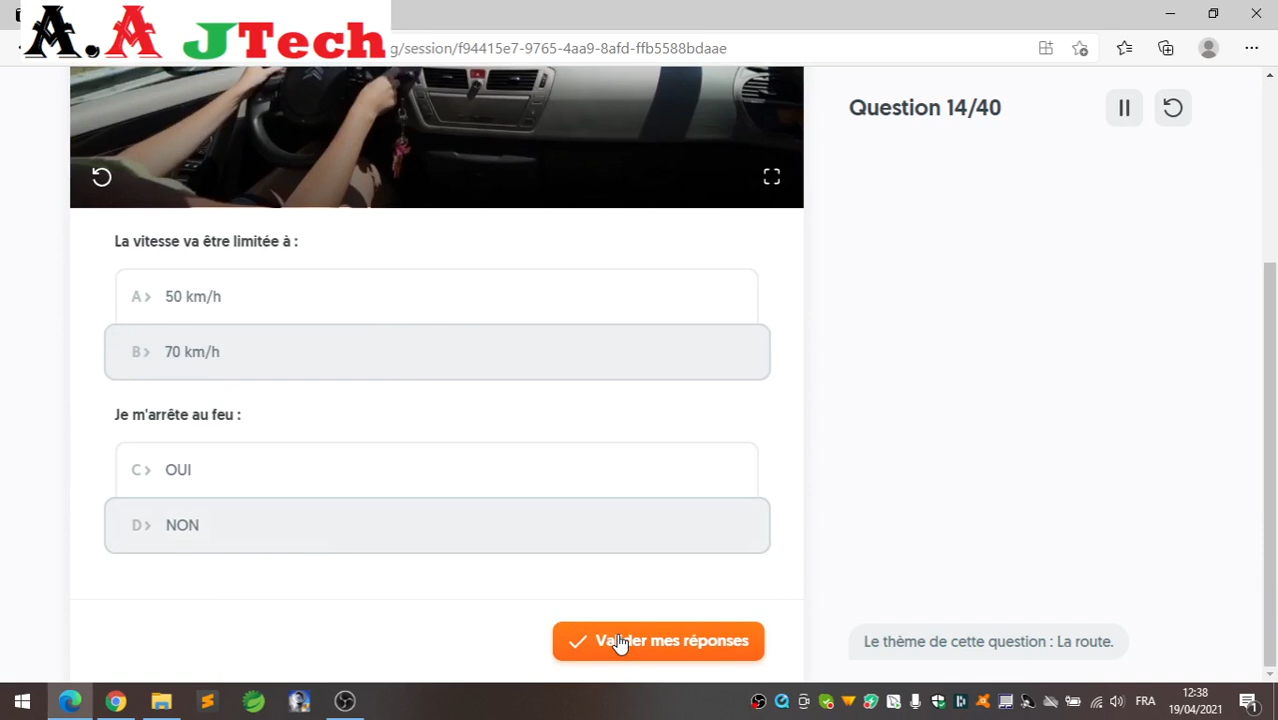 A.A JTech
g/session/f94415e7-9765-4aa9-8afd-ffb5588bdaae
Question 14/40
La vitesse va être limitée à :
A 50 km/h
B 70 km/h
Je m'arrête au feu :
C OUI
D NON
Valider mes réponses
Le thème de cette question : La route.
FRA
12:38
19/04/2021
1